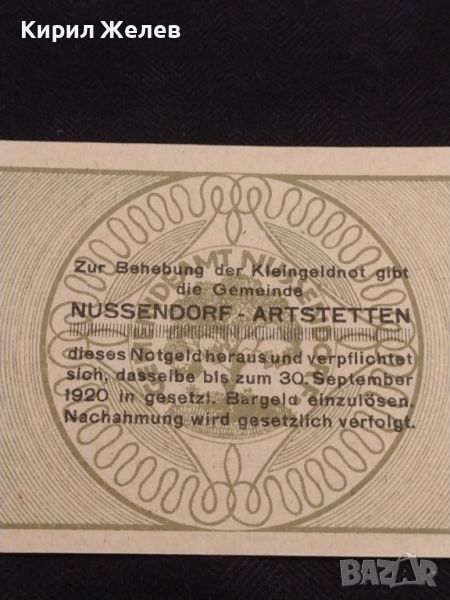 Кирил Желев
Zur Behebung der Kleingeldnot gibt
die Gemeinde
NUSSENDORF - ARTSTETTEN
dieses Notgeld heraus und verpflichtet
sich, dasselbe bis zum 30. September
1920 in gesetzl. Bargeld einzulösen.
Nachahmung wird gesetzlich verfolgt.
BAZAR